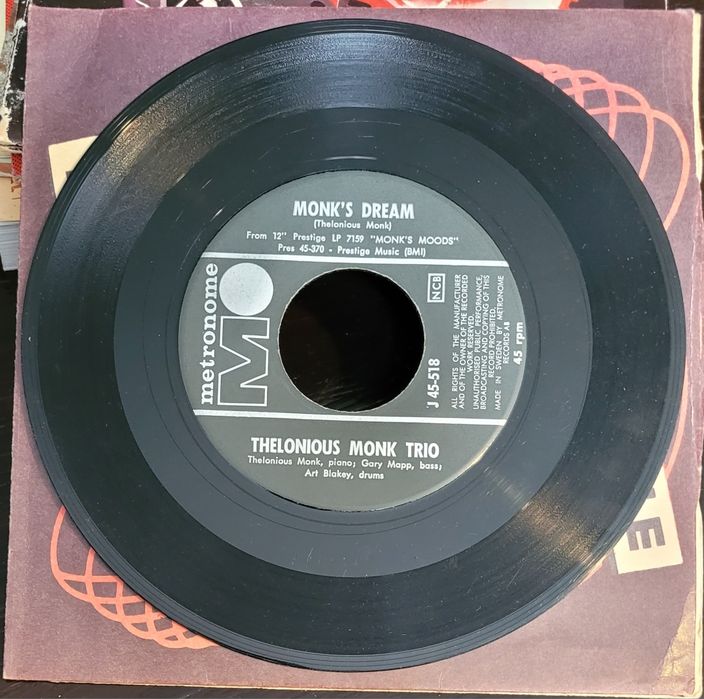 MONK'S DREAM
(Thelonious Monk)
From 12" Prestige LP 7159 "MONK'S MOODS"
Pres 45-370 - Prestige Music (BMI)
metronome
M
NCB
J 45-518
ALL RIGHTS OF THE MANUFACTURER
AND OF THE OWNER OF THE RECORDED
WORK RESERVED.
UNAUTHORISED PUBLIC PERFORMANCE,
BROADCASTING AND COPYING OF THIS
RECORD PROHIBITED.
MADE IN SWEDEN BY METRONOME
RECORDS AB
45 rpm
THELONIOUS MONK TRIO
Thelonious Monk, piano; Gary Mapp, bass;
Art Blakey, drums